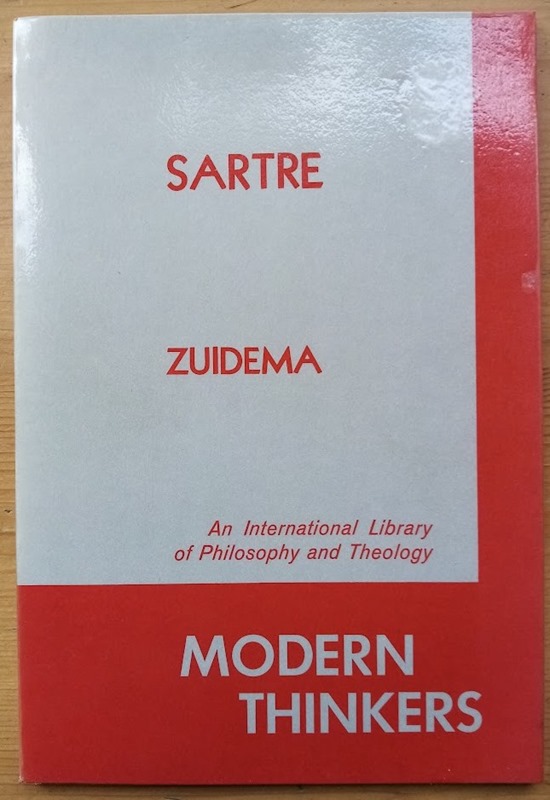 SARTRE
ZUIDEMA
An International Library
of Philosophy and Theology
MODERN
THINKERS